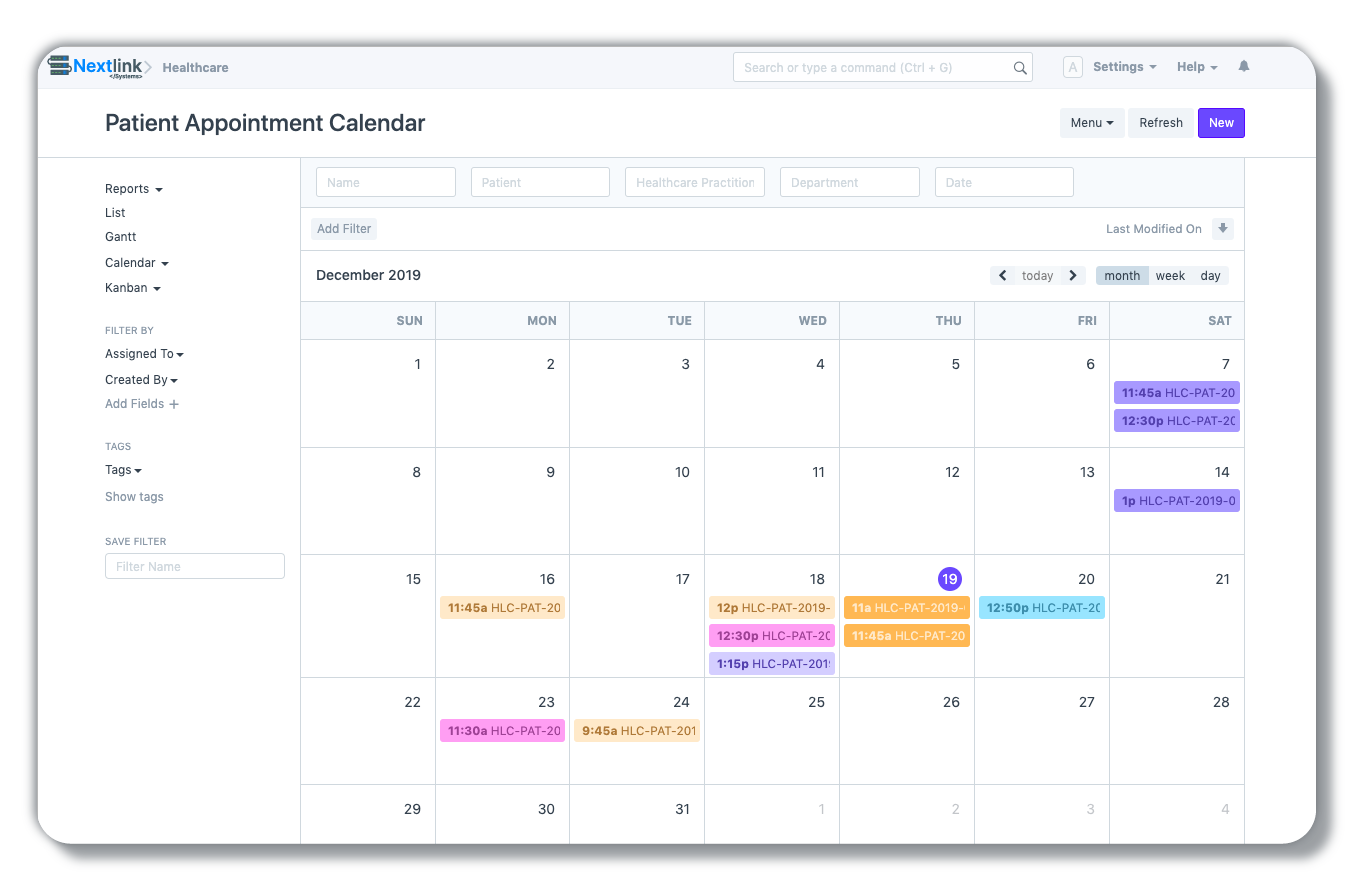 Nextlink </Systems> Healthcare Search or type a command (Ctrl + G) A Settings Help
Patient Appointment Calendar Menu Refresh New
Reports
List
Gantt
Calendar
Kanban
FILTER BY
Assigned To
Created By
Add Fields +
TAGS
Tags
Show tags
SAVE FILTER
Filter Name
Name Patient Healthcare Practition Department Date
Add Filter Last Modified On
December 2019 today month week day
SUN MON TUE WED THU FRI SAT
1 2 3 4 5 6 7
11:45a HLC-PAT-20
12:30p HLC-PAT-20
8 9 10 11 12 13 14
1p HLC-PAT-2019-0
15 16 17 18 19 20 21
11:45a HLC-PAT-20 12p HLC-PAT-2019- 11a HLC-PAT-2019- 12:50p HLC-PAT-20
12:30p HLC-PAT-20 11:45a HLC-PAT-20
1:15p HLC-PAT-2019
22 23 24 25 26 27 28
11:30a HLC-PAT-20 9:45a HLC-PAT-201
29 30 31 1 2 3 4